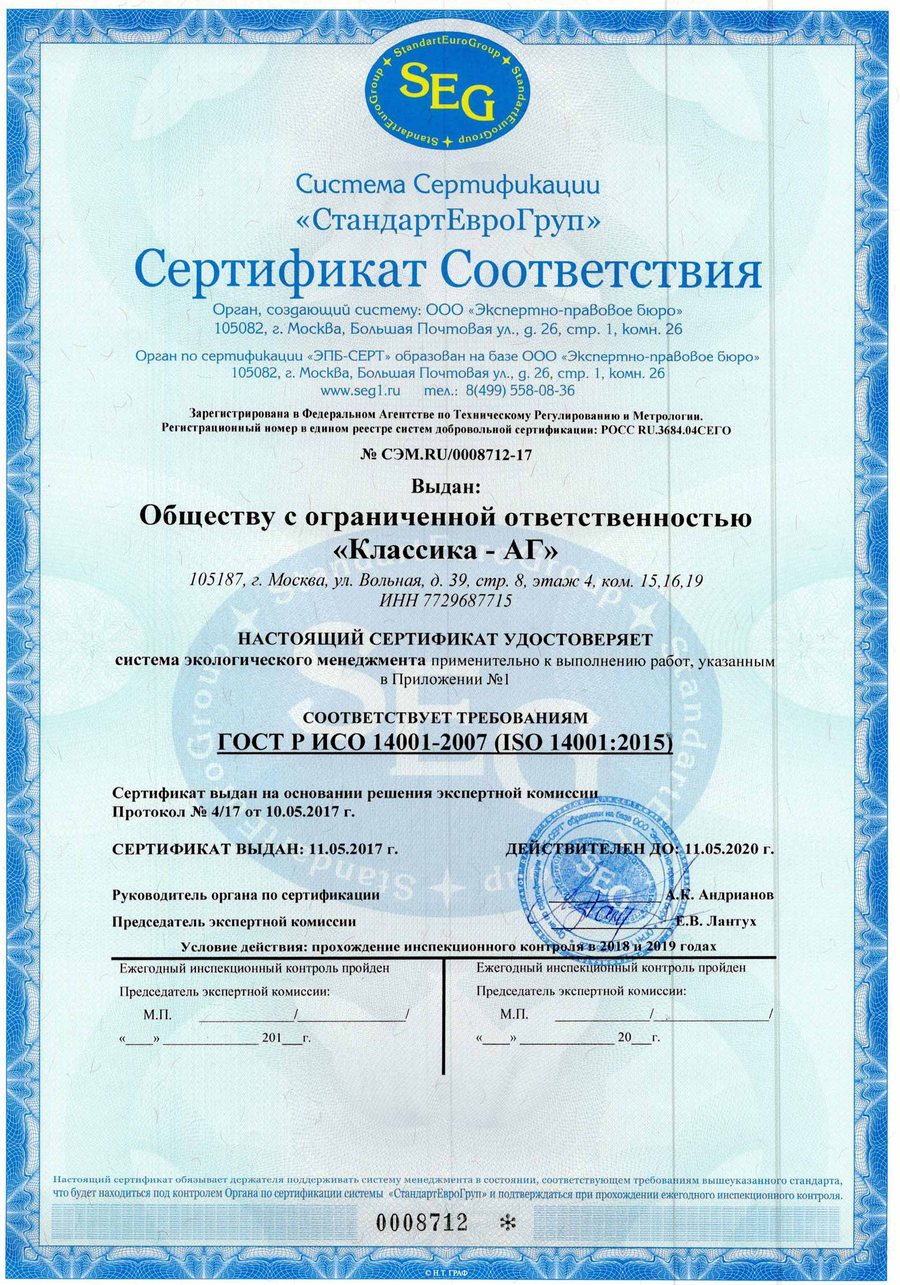 StandartEuroGroup StandartEuroGroup StandartEuroGroup
SEG
Система Сертификации
«СтандартЕвроГруп»
Сертификат Соответствия
Орган, создающий систему: ООО «Экспертно-правовое бюро»
105082, г. Москва, Большая Почтовая ул., д. 26, стр. 1, комн. 26
Орган по сертификации «ЭПБ-СЕРТ» образован на базе ООО «Экспертно-правовое бюро»
105082, г. Москва, Большая Почтовая ул., д. 26, стр. 1, комн. 26
www.seg1.ru тел.: 8(499) 558-08-36
Зарегистрирована в Федеральном Агентстве по Техническому Регулированию и Метрологии.
Регистрационный номер в едином реестре систем добровольной сертификации: РОСС RU.3684.04СЕГО
№ СЭМ.RU/0008712-17
Выдан:
Обществу с ограниченной ответственностью
«Классика - АГ»
105187, г. Москва, ул. Вольная, д. 39, стр. 8, этаж 4, ком. 15,16,19
ИНН 7729687715
НАСТОЯЩИЙ СЕРТИФИКАТ УДОСТОВЕРЯЕТ
система экологического менеджмента применительно к выполнению работ, указанным
в Приложении №1
СООТВЕТСТВУЕТ ТРЕБОВАНИЯМ
ГОСТ Р ИСО 14001-2007 (ISO 14001:2015)
Сертификат выдан на основании решения экспертной комиссии
Протокол № 4/17 от 10.05.2017 г.
СЕРТИФИКАТ ВЫДАН: 11.05.2017 г. ДЕЙСТВИТЕЛЕН ДО: 11.05.2020 г.
Руководитель органа по сертификации А.К. Андрианов
Председатель экспертной комиссии Е.В. Лантух
SEG
Условие действия: прохождение инспекционного контроля в 2018 и 2019 годах
Ежегодный инспекционный контроль пройден Ежегодный инспекционный контроль пройден
Председатель экспертной комиссии: Председатель экспертной комиссии:
М.П. ______________/________________/ М.П. ______________/________________/
«____» ______________ 201___г. «____» ______________ 20___г.
Настоящий сертификат обязывает держателя поддерживать систему менеджмента в состоянии, соответствующем требованиям вышеуказанного стандарта,
что будет находиться под контролем Органа по сертификации системы «СтандартЕвроГруп» и подтверждаться при прохождении ежегодного инспекционного контроля.
0008712 *
© Н.Т. ГРАФ